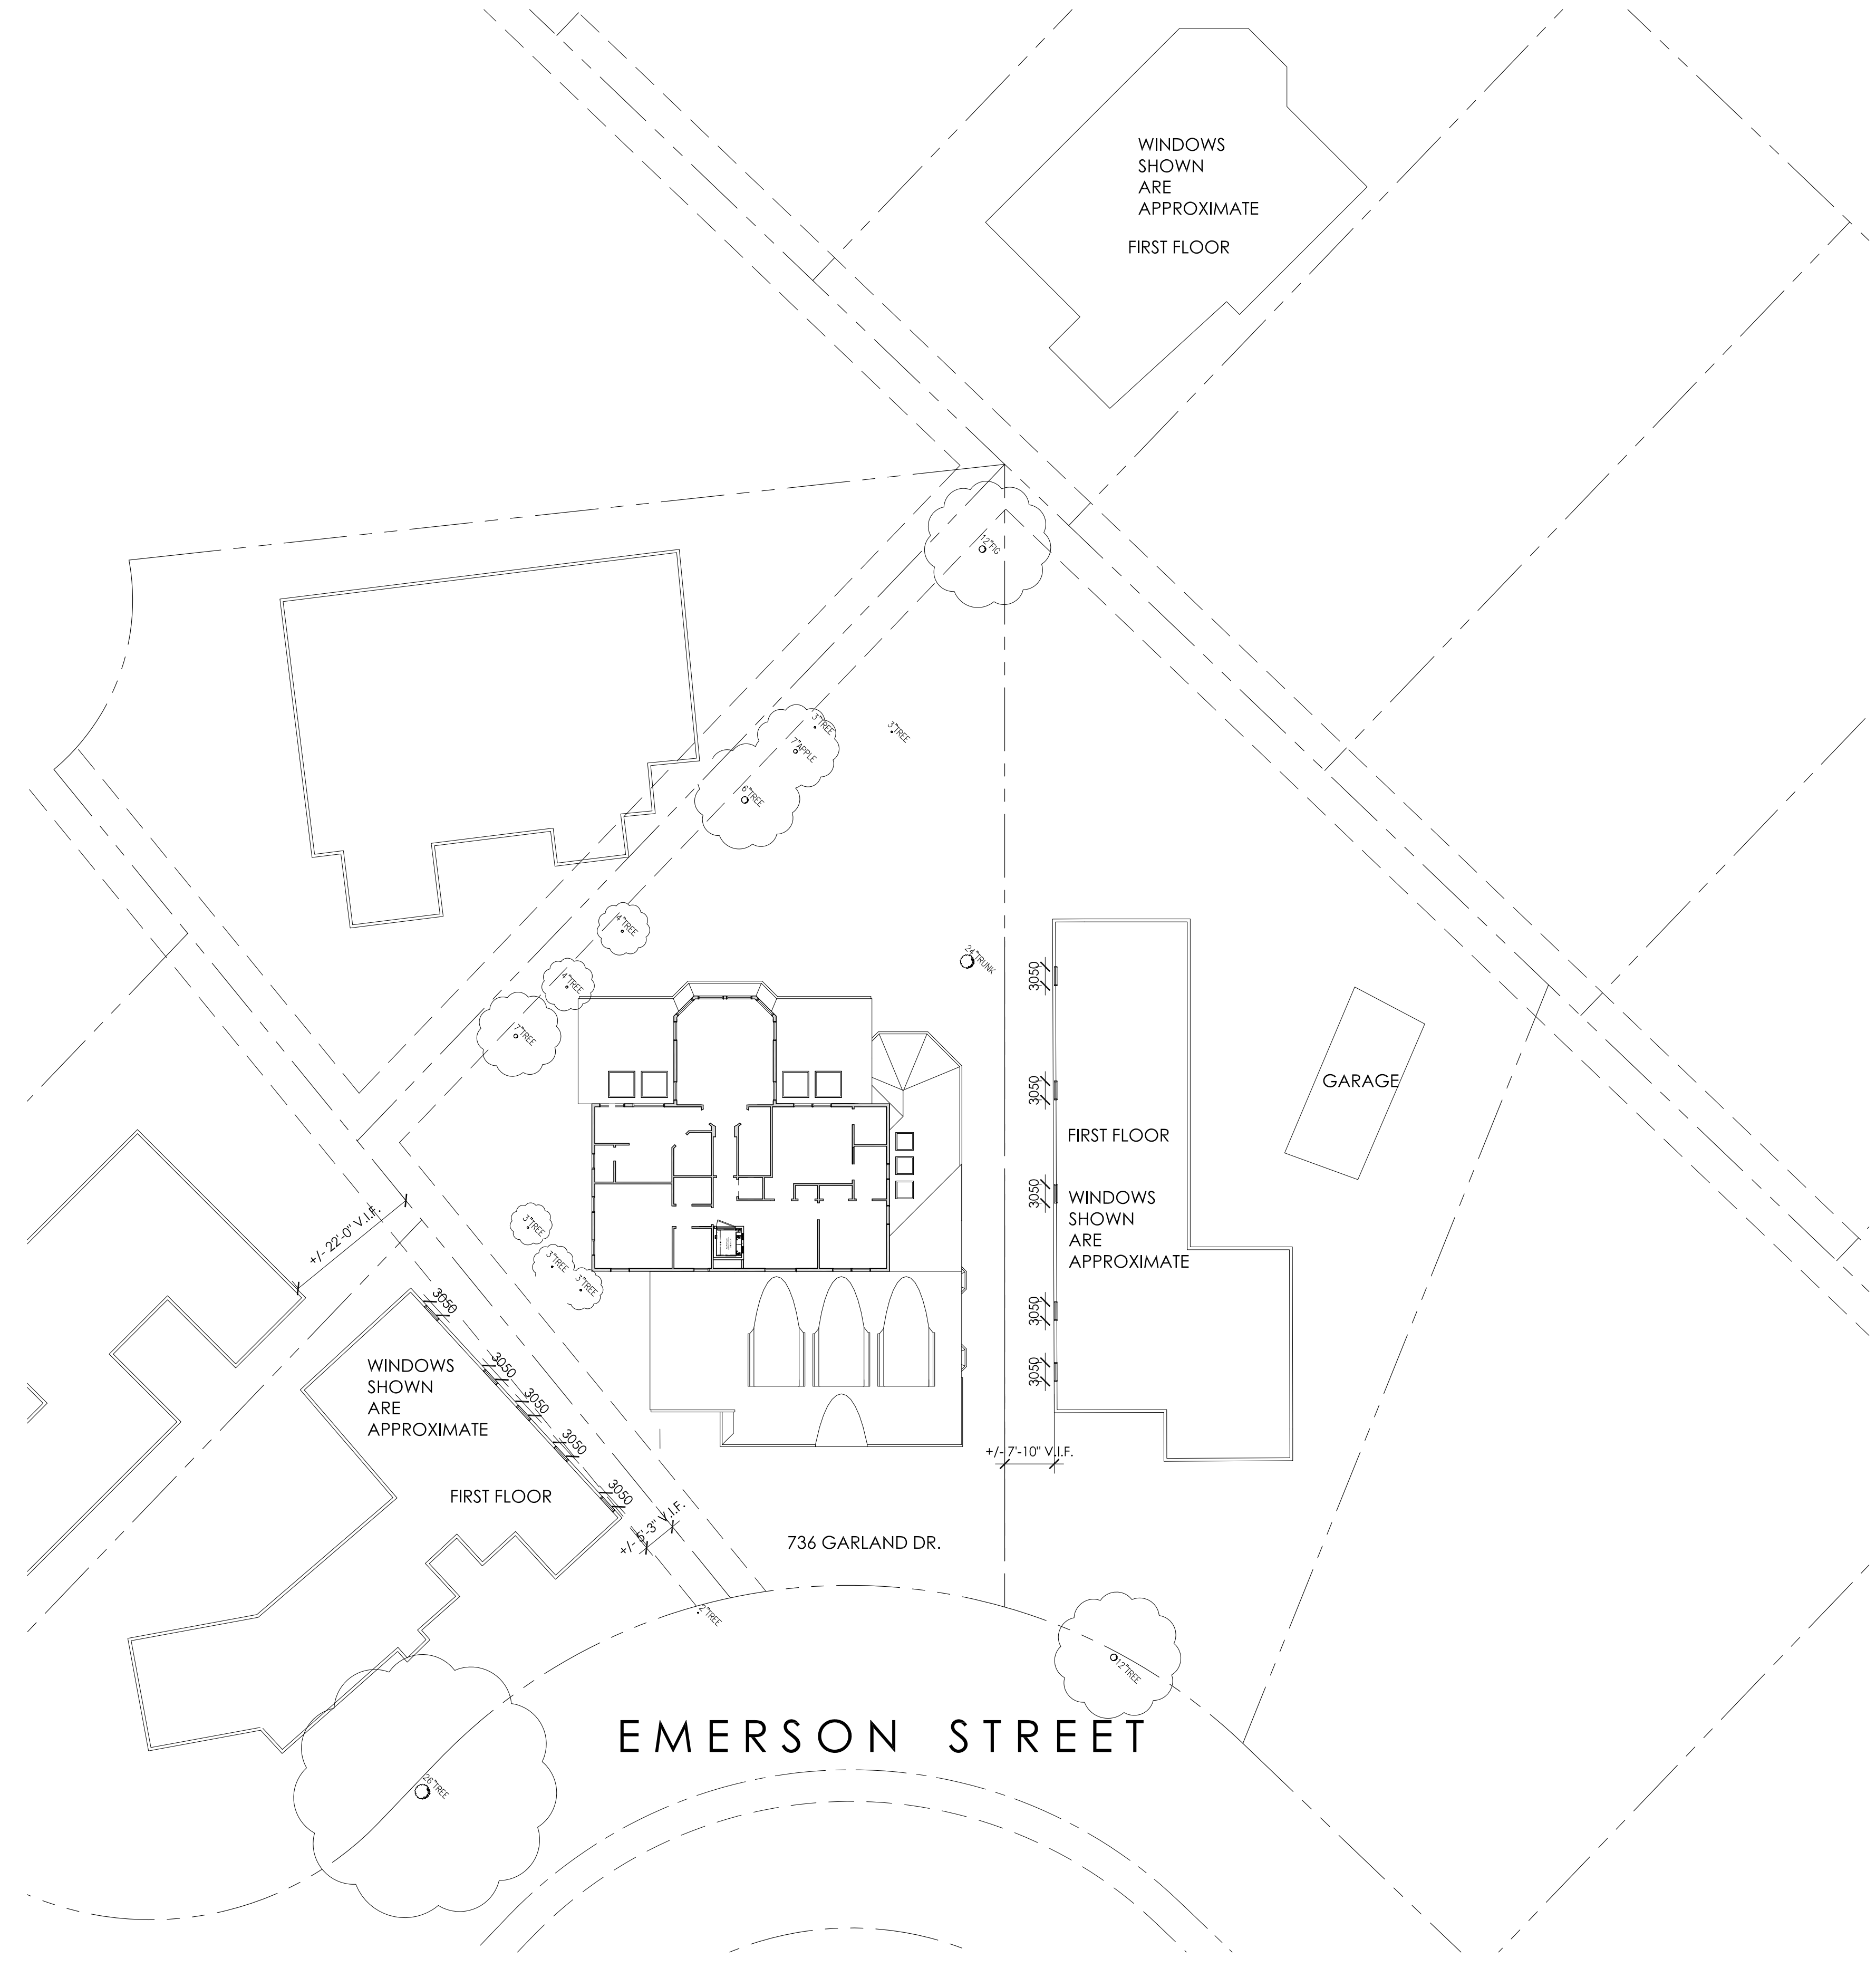 WINDOWS
SHOWN
ARE
APPROXIMATE
FIRST FLOOR
12"FIG
3"TREE
3"TREE
7"APPLE
6"TREE
4"TREE
24"TRUNK
4"TREE
7"TREE
3050
3050
GARAGE
FIRST FLOOR
3050
WINDOWS
SHOWN
ARE
APPROXIMATE
+/- 22'-0" V.I.F.
3"TREE
3"TREE
3"TREE
3050
3050
3050
WINDOWS
SHOWN
ARE
APPROXIMATE
3050
3050
3050
3050
FIRST FLOOR
+/- 7'-10" V.I.F.
+/- 5'-3" V.I.F.
736 GARLAND DR.
2"TREE
12"TREE
EMERSON STREET
26"TREE